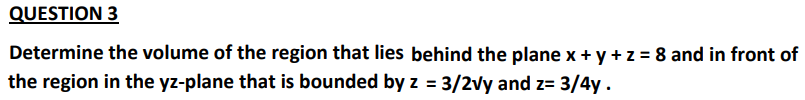 QUESTION 3
Determine the volume of the region that lies behind the plane x + y + z = 8 and in front of
the region in the yz-plane that is bounded by z = 3/2√y and z= 3/4y .